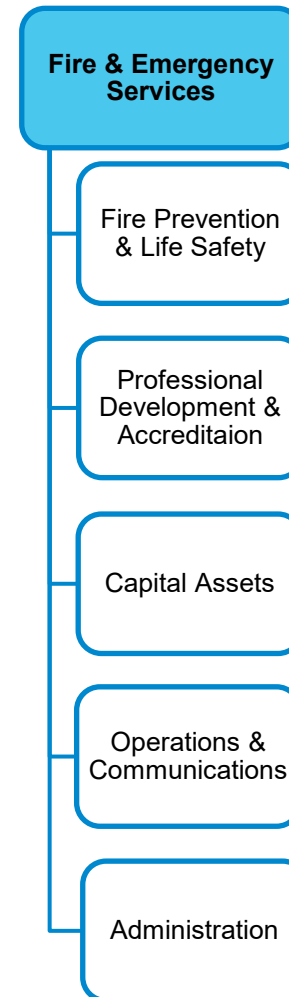 Fire & Emergency
Services
Fire Prevention
& Life Safety
Professional
Development &
Accreditaion
Capital Assets
Operations &
Communications
Administration